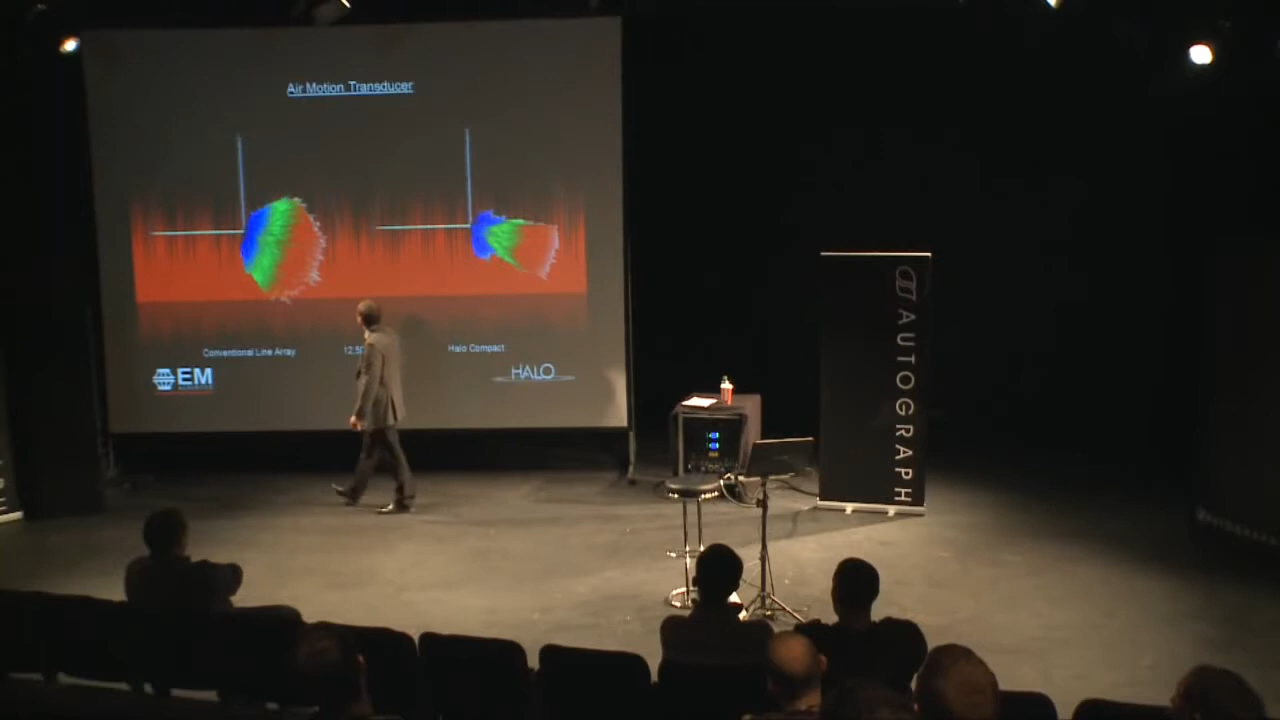 Air Motion Transducer
Conventional Line Array
Halo Compact
EM
HALO
AUTOGRAPH